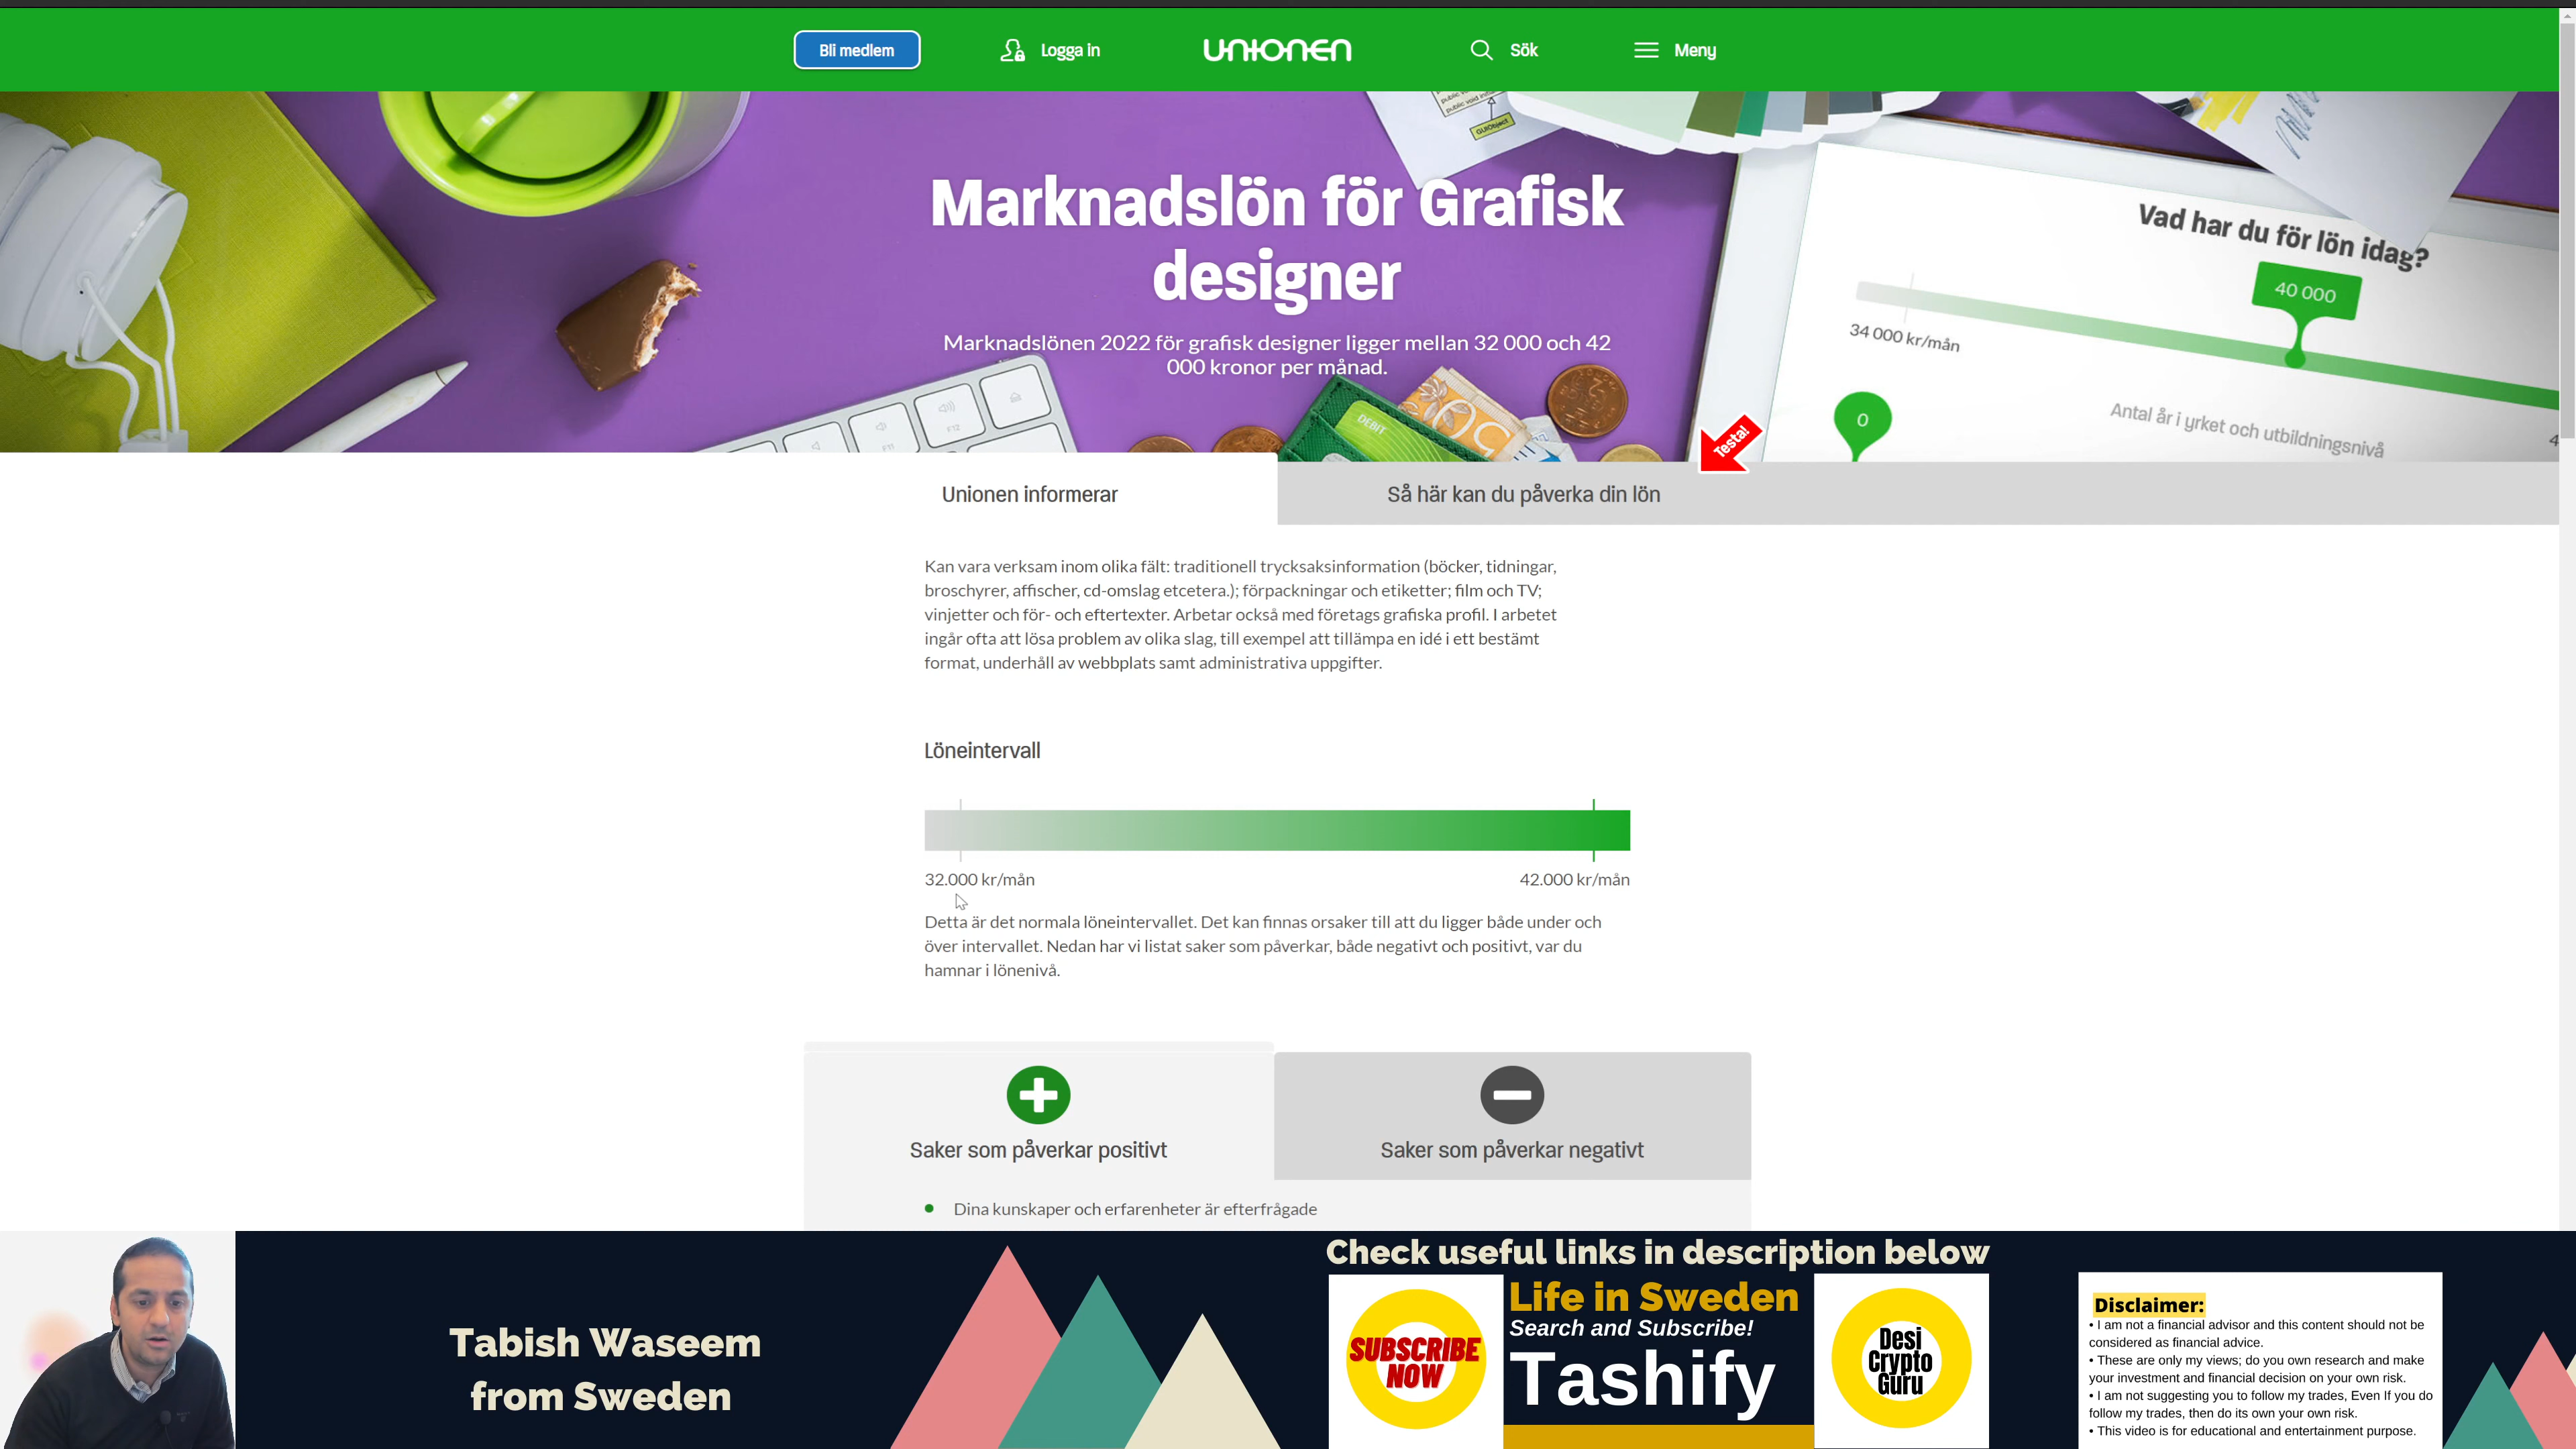 Bli medlem
Logga in
UNIONEN
Sök
Meny
GUIObject
Marknadslön för Grafisk
designer
Marknadslönen 2022 för grafisk designer ligger mellan 32 000 och 42
000 kronor per månad.
Vad har du för lön idag?
40 000
34 000 kr/mån
0
Antal år i yrket och utbildningsnivå
F12
F11
DEBIT
Testa!
Unionen informerar
Så här kan du påverka din lön
Kan vara verksam inom olika fält: traditionell trycksaksinformation (böcker, tidningar,
broschyrer, affischer, cd-omslag etcetera.); förpackningar och etiketter; film och TV;
vinjetter och för- och eftertexter. Arbetar också med företags grafiska profil. I arbetet
ingår ofta att lösa problem av olika slag, till exempel att tillämpa en idé i ett bestämt
format, underhåll av webbplats samt administrativa uppgifter.
Löneintervall
32.000 kr/mån
42.000 kr/mån
Detta är det normala löneintervallet. Det kan finnas orsaker till att du ligger både under och
över intervallet. Nedan har vi listat saker som påverkar, både negativt och positivt, var du
hamnar i lönenivå.
Saker som påverkar positivt
Saker som påverkar negativt
Dina kunskaper och erfarenheter är efterfrågade
Tabish Waseem
from Sweden
Check useful links in description below
SUBSCRIBE
NOW
Life in Sweden
Search and Subscribe!
Tashify
Desi
Crypto
Guru
Disclaimer:
• I am not a financial advisor and this content should not be
considered as financial advice.
• These are only my views; do you own research and make
your investment and financial decision on your own risk.
• I am not suggesting you to follow my trades, Even If you do
follow my trades, then do its own your own risk.
• This video is for educational and entertainment purpose.